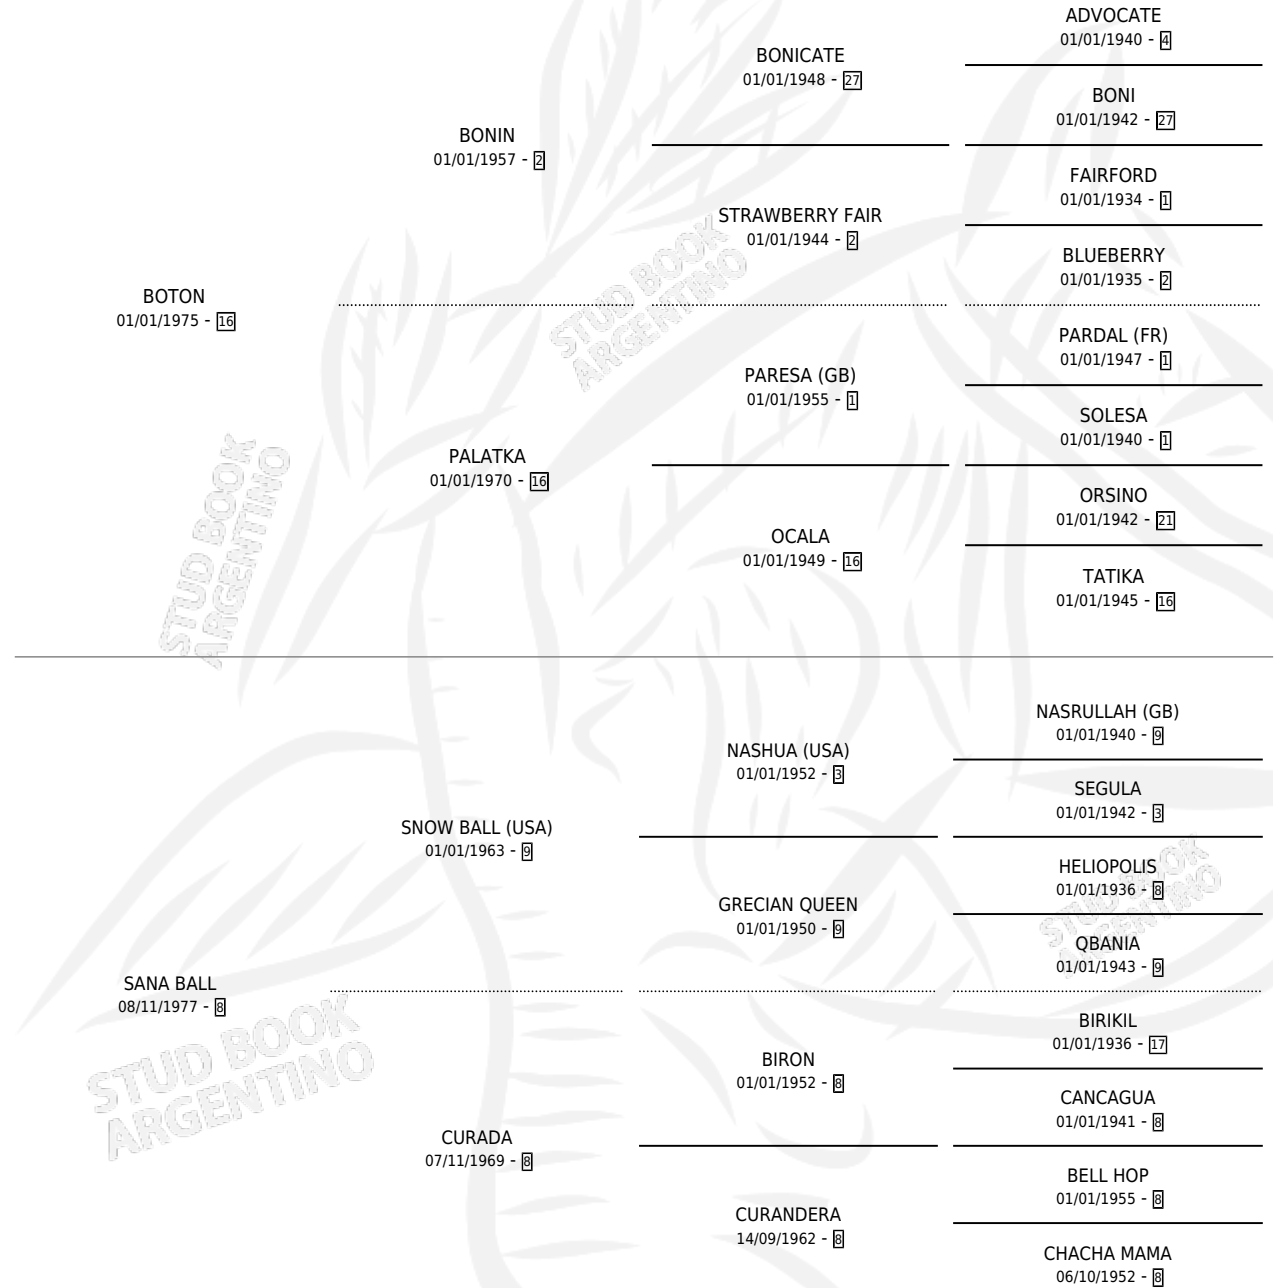 ADVOCATE
01/01/1940 - 4
BONICATE
01/01/1948 - 27
BONI
01/01/1942 - 27
BONIN
01/01/1957 - 2
FAIRFORD
01/01/1934 - 1
STRAWBERRY FAIR
01/01/1944 - 2
BLUEBERRY
01/01/1935 - 2
BOTON
01/01/1975 - 16
PARDAL (FR)
01/01/1947 - 1
PARESA (GB)
01/01/1955 - 1
SOLESA
01/01/1940 - 1
PALATKA
01/01/1970 - 16
ORSINO
01/01/1942 - 21
OCALA
01/01/1949 - 16
TATIKA
01/01/1945 - 16
NASRULLAH (GB)
01/01/1940 - 9
NASHUA (USA)
01/01/1952 - 3
SEGULA
01/01/1942 - 3
SNOW BALL (USA)
01/01/1963 - 9
HELIOPOLIS
01/01/1936 - 8
GRECIAN QUEEN
01/01/1950 - 9
QBANIA
01/01/1943 - 9
SANA BALL
08/11/1977 - 8
BIRIKIL
01/01/1936 - 17
BIRON
01/01/1952 - 8
CANCAGUA
01/01/1941 - 8
CURADA
07/11/1969 - 8
BELL HOP
01/01/1955 - 8
CURANDERA
14/09/1962 - 8
CHACHA MAMA
06/10/1952 - 8
STUD BOOK
ARGENTINO
STUD BOOK
ARGENTINO
STUD BOOK
ARGENTINO
STUD BOOK
ARGENTINO